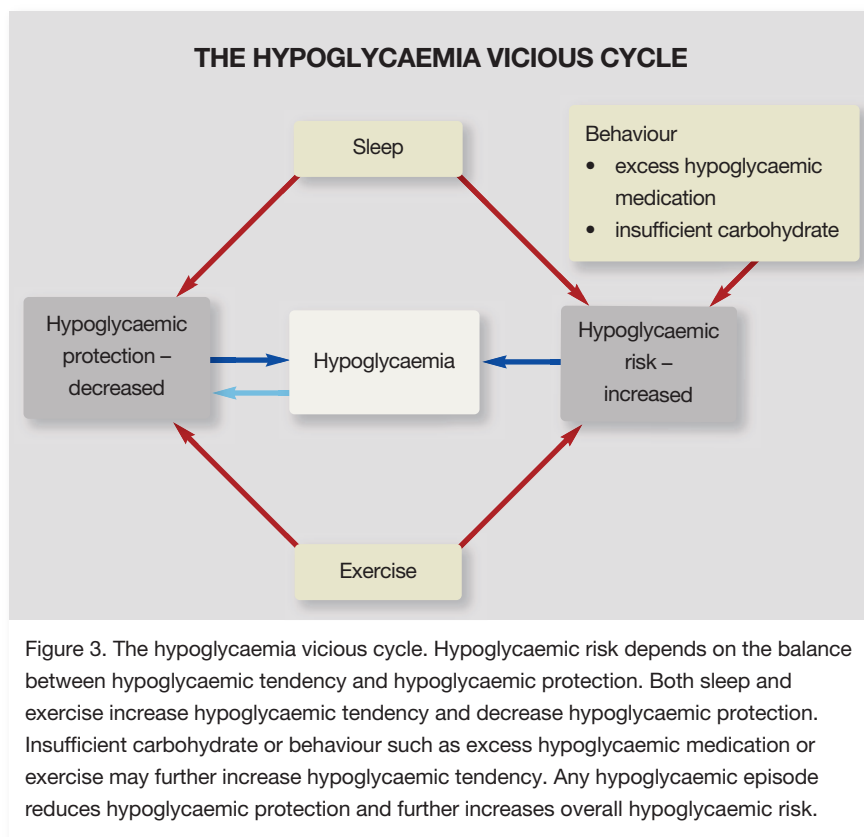 THE HYPOGLYCAEMIA VICIOUS CYCLE
Sleep
Behaviour
• excess hypoglycaemic
medication
• insufficient carbohydrate
Hypoglycaemic
protection –
decreased
Hypoglycaemia
Hypoglycaemic
risk –
increased
Exercise
Figure 3. The hypoglycaemia vicious cycle. Hypoglycaemic risk depends on the balance
between hypoglycaemic tendency and hypoglycaemic protection. Both sleep and
exercise increase hypoglycaemic tendency and decrease hypoglycaemic protection.
Insufficient carbohydrate or behaviour such as excess hypoglycaemic medication or
exercise may further increase hypoglycaemic tendency. Any hypoglycaemic episode
reduces hypoglycaemic protection and further increases overall hypoglycaemic risk.